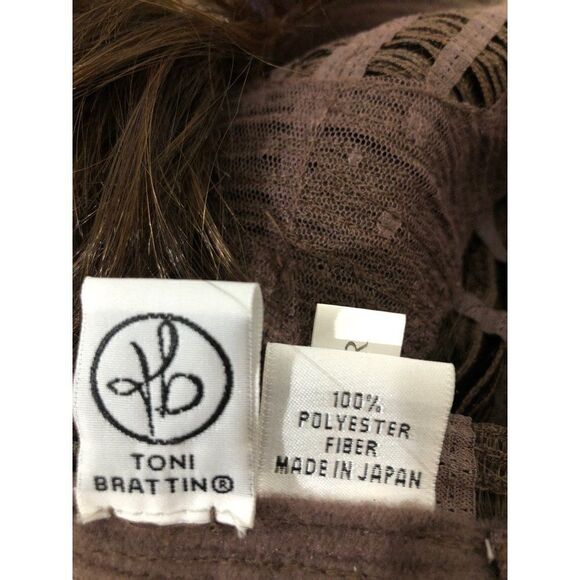 TONI
BRATTIN®
R
100%
POLYESTER
FIBER
MADE IN JAPAN